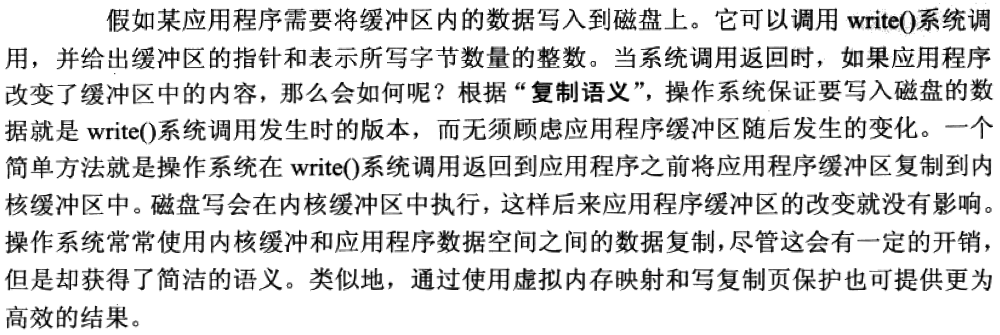 假如某应用程序需要将缓冲区内的数据写入到磁盘上。它可以调用 write()系统调
用，并给出缓冲区的指针和表示所写字节数量的整数。当系统调用返回时，如果应用程序
改变了缓冲区中的内容，那么会如何呢？根据“复制语义”，操作系统保证要写入磁盘的数
据就是 write()系统调用发生时的版本，而无须顾虑应用程序缓冲区随后发生的变化。一个
简单方法就是操作系统在 write()系统调用返回到应用程序之前将应用程序缓冲区复制到内
核缓冲区中。磁盘写会在内核缓冲区中执行，这样后来应用程序缓冲区的改变就没有影响。
操作系统常常使用内核缓冲和应用程序数据空间之间的数据复制，尽管这会有一定的开销，
但是却获得了简洁的语义。类似地，通过使用虚拟内存映射和写复制页保护也可提供更为
高效的结果。